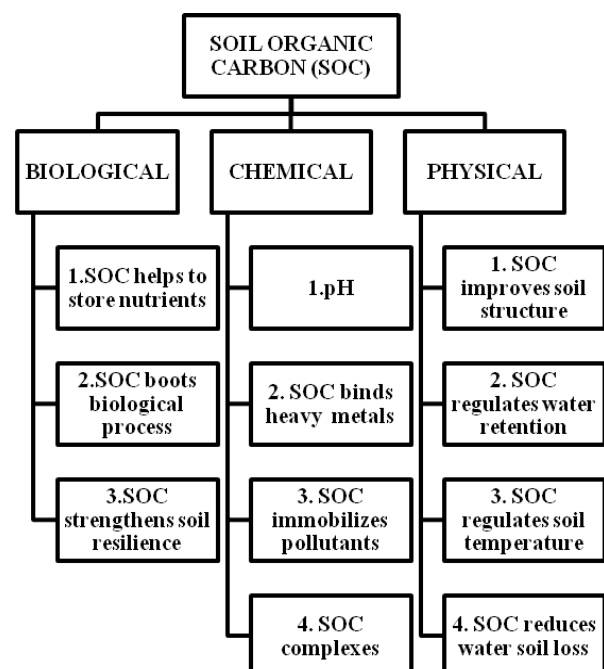 SOIL ORGANIC
CARBON (SOC)
BIOLOGICAL
CHEMICAL
PHYSICAL
1.SOC helps to
store nutrients
2.SOC boots
biological
process
3.SOC
strengthens soil
resilience
1.pH
2. SOC binds
heavy metals
3. SOC
immobilizes
pollutants
4. SOC
complexes
1. SOC
improves soil
structure
2. SOC
regulates water
retention
3. SOC
regulates soil
temperature
4. SOC reduces
water soil loss